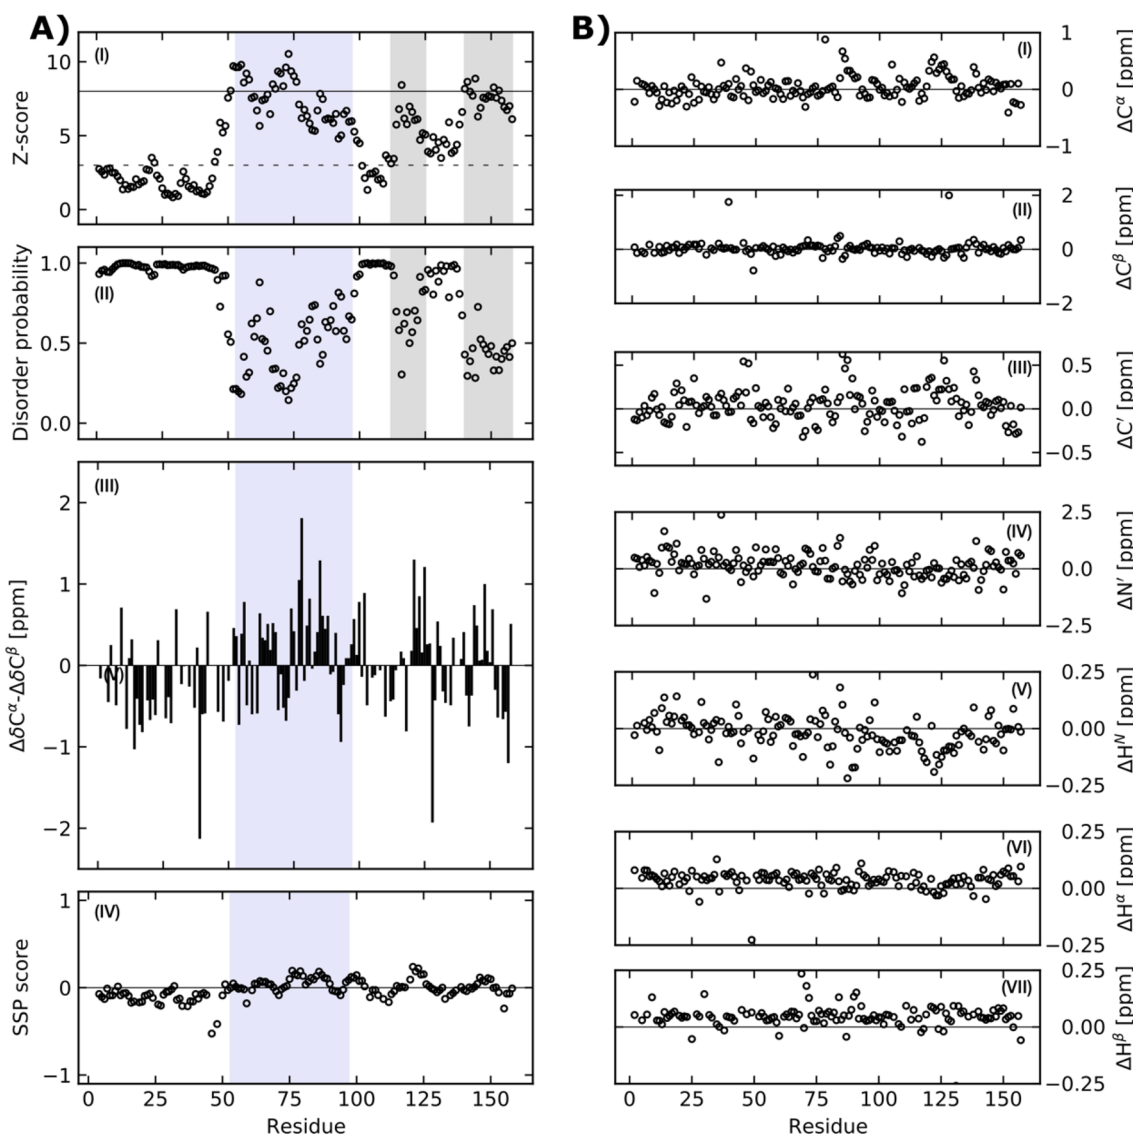 A)
(I)
10
5
0
Z-score
(II)
1.0
0.5
0.0
Disorder probability
(III)
2
1
0
(V)
−1
−2
ΔδCα-ΔδCβ [ppm]
(IV)
1
0
−1
SSP score
0 25 50 75 100 125 150
Residue
B)
(I)
1
0
−1
ΔCα [ppm]
(II)
2
0
−2
ΔCβ [ppm]
(III)
0.5
0.0
−0.5
ΔC′ [ppm]
(IV)
2.5
0.0
−2.5
ΔN′ [ppm]
(V)
0.25
0.00
−0.25
ΔHN [ppm]
(VI)
0.25
0.00
−0.25
ΔHα [ppm]
(VII)
0.25
0.00
−0.25
ΔHβ [ppm]
0 25 50 75 100 125 150
Residue